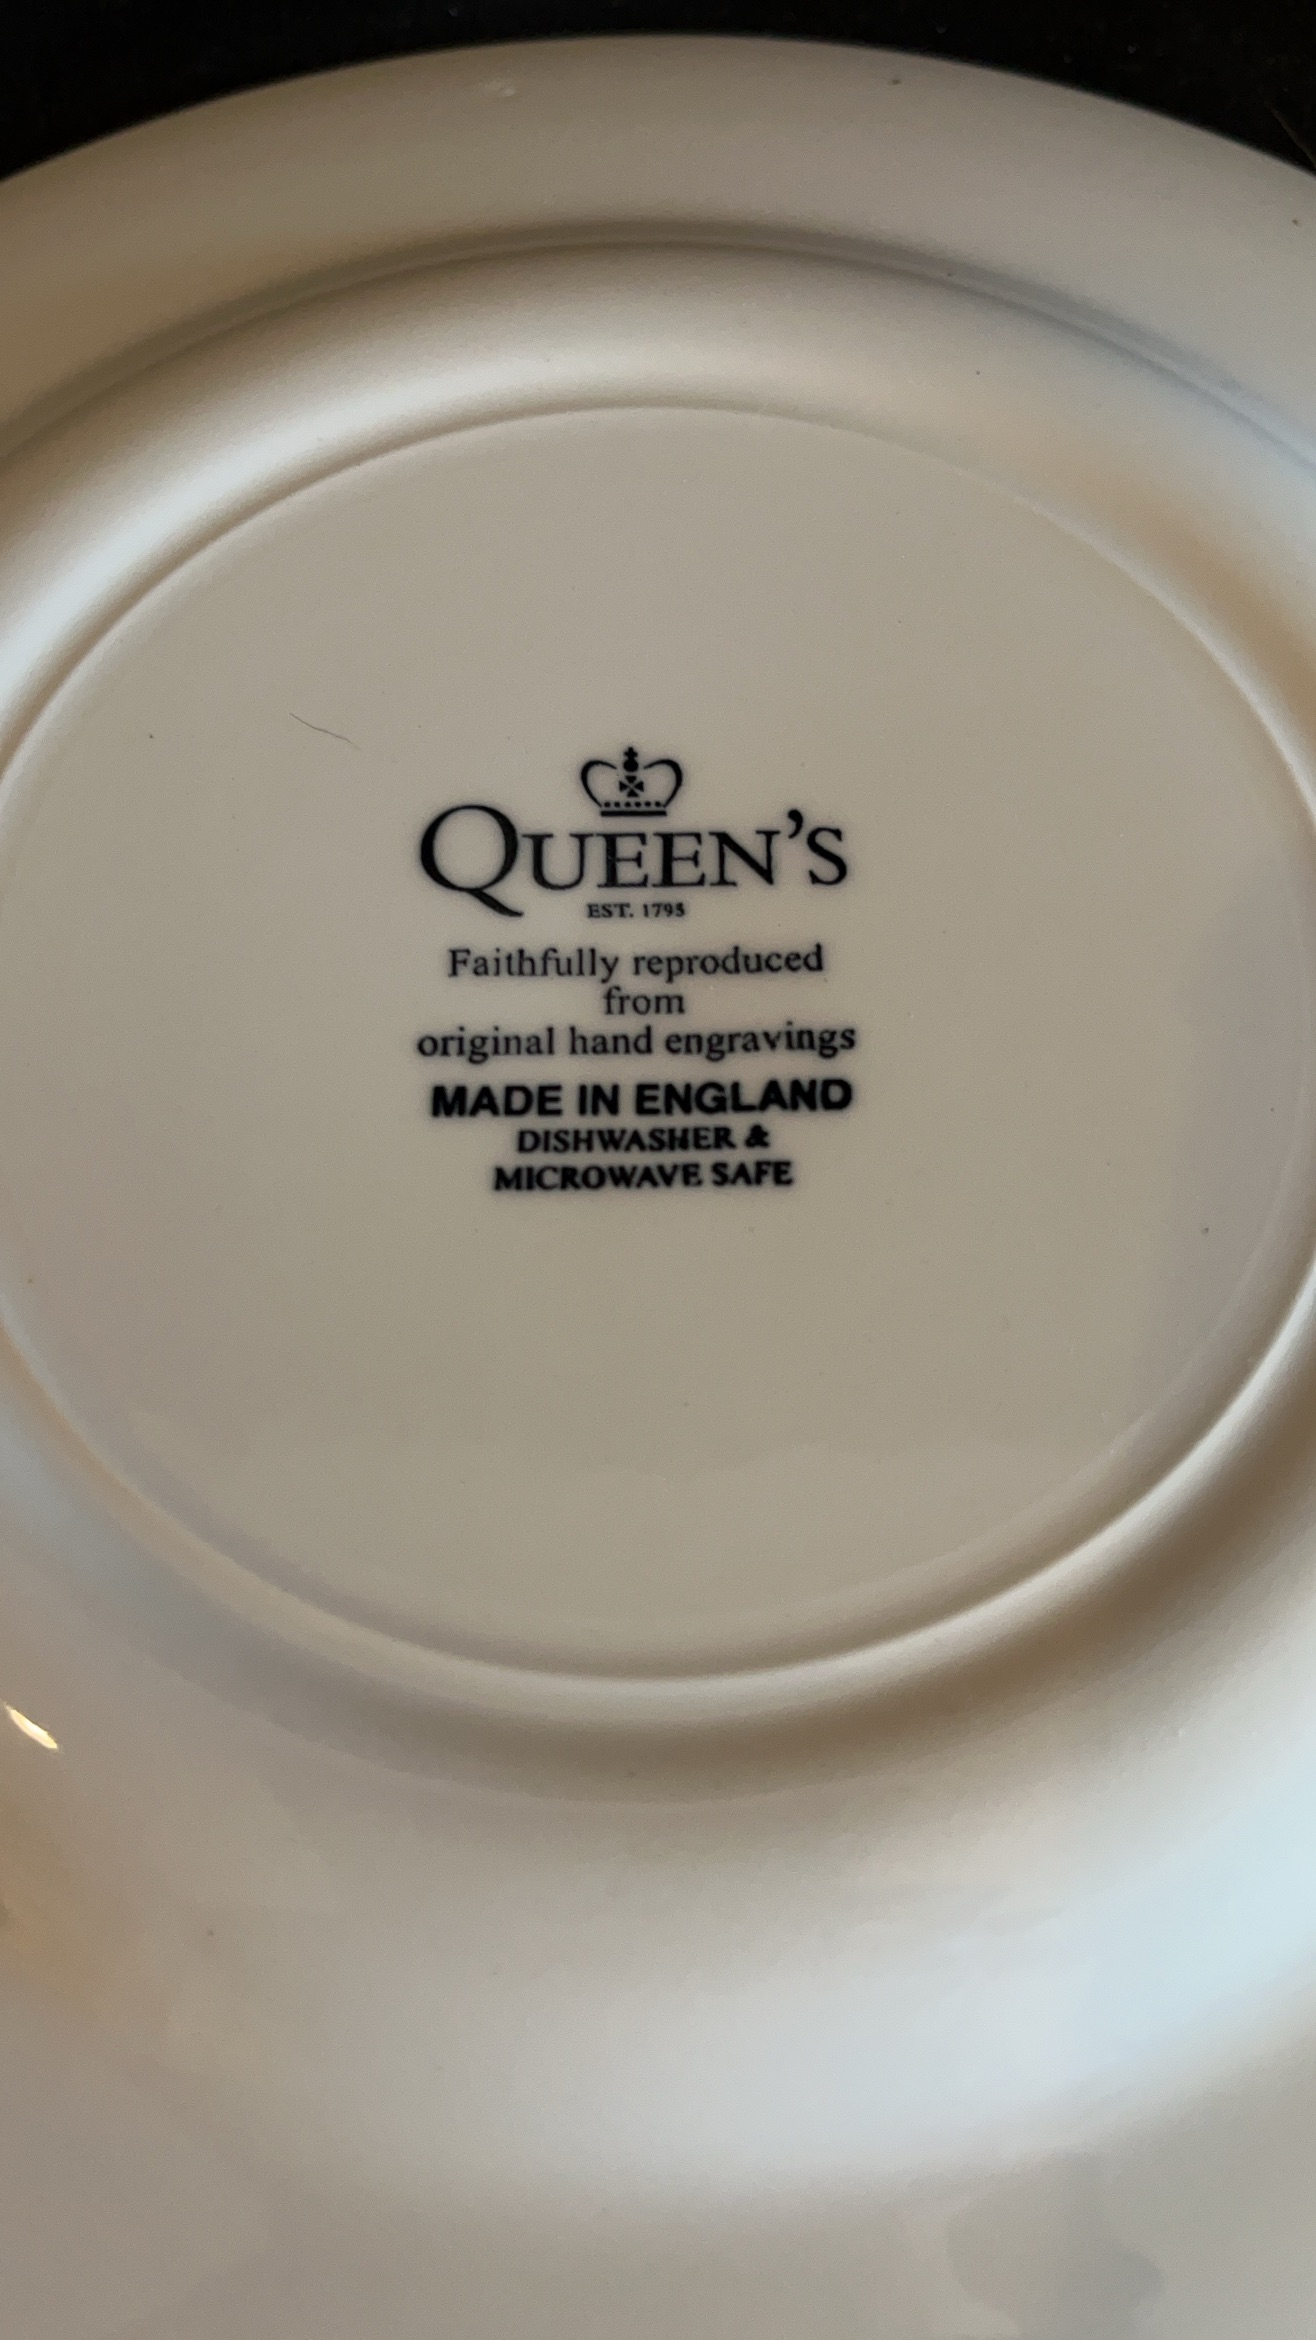 QUEEN'S
EST. 1795
Faithfully reproduced
from
original hand engravings
MADE IN ENGLAND
DISHWASHER &
MICROWAVE SAFE